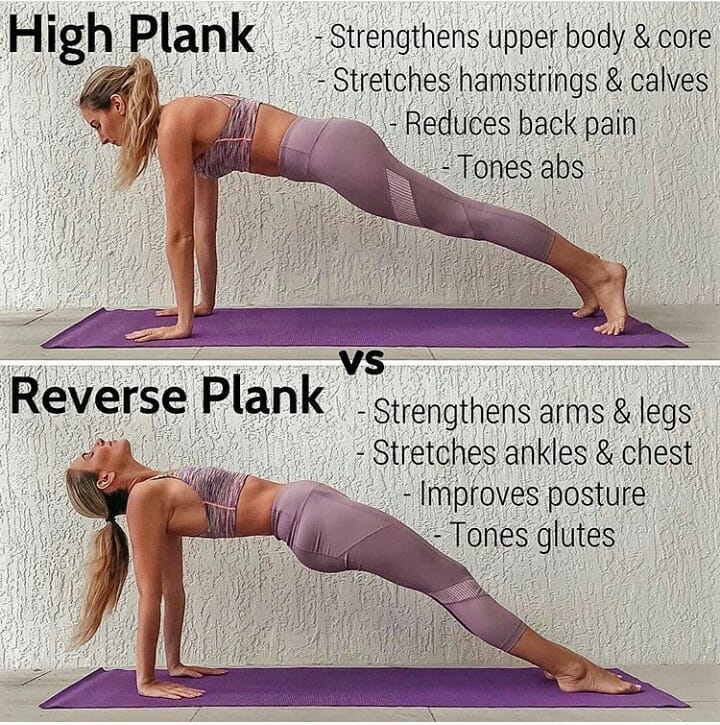 High Plank
- Strengthens upper body & core
- Stretches hamstrings & calves
- Reduces back pain
- Tones abs
vs
Reverse Plank
- Strengthens arms & legs
- Stretches ankles & chest
- Improves posture
- Tones glutes